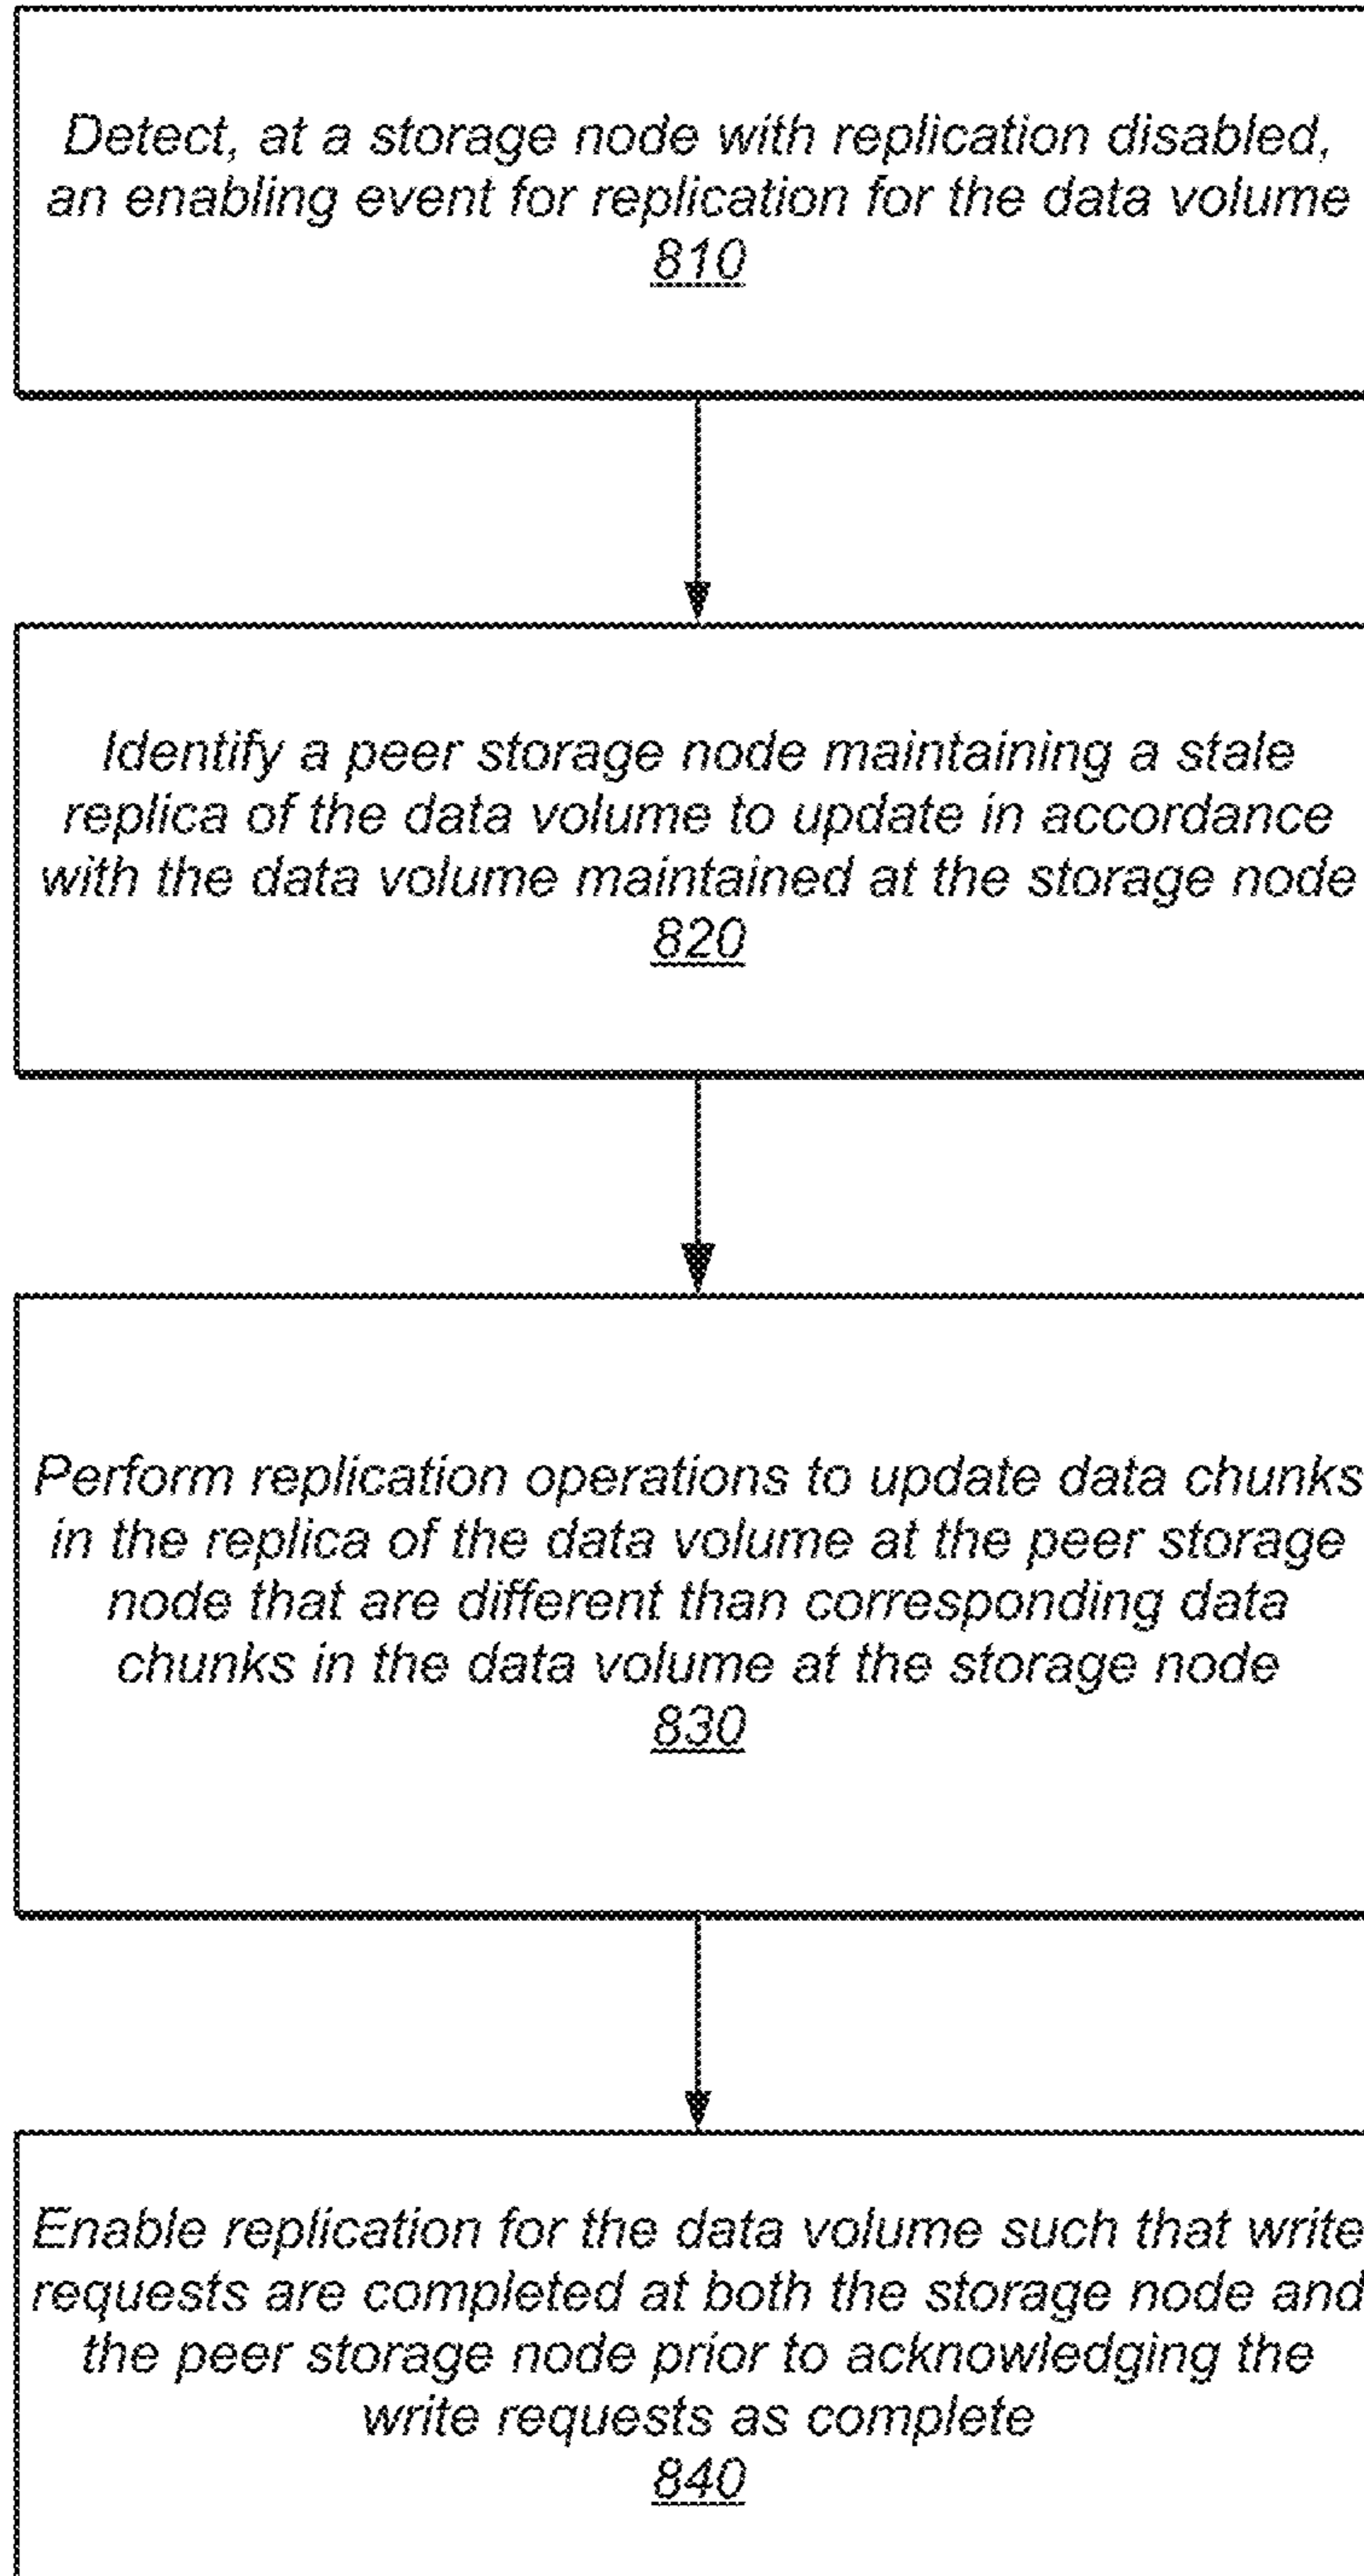 Detect, at a storage node with replication disabled,
an enabling event for replication for the data volume
810
Identify a peer storage node maintaining a stale
replica of the data volume to update in accordance
with the data volume maintained at the storage node
820
Perform replication operations to update data chunks
in the replica of the data volume at the peer storage
node that are different than corresponding data
chunks in the data volume at the storage node
830
Enable replication for the data volume such that write
requests are completed at both the storage node and
the peer storage node prior to acknowledging the
write requests as complete
840